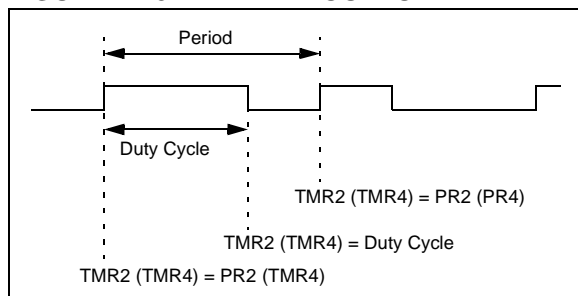 Period
Duty Cycle
TMR2 (TMR4) = PR2 (PR4)
TMR2 (TMR4) = Duty Cycle
TMR2 (TMR4) = PR2 (TMR4)